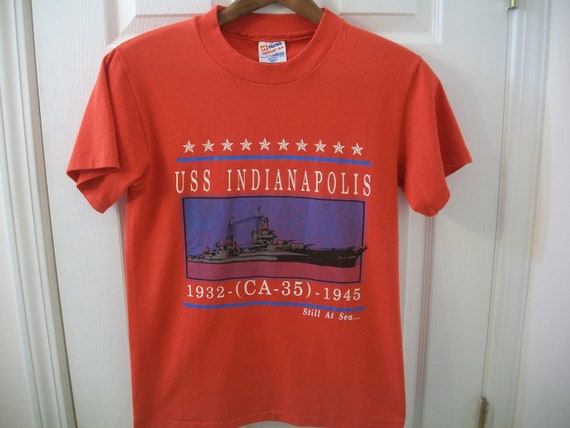 USS INDIANAPOLIS
1932-(CA-35)-1945
Still At Sea...